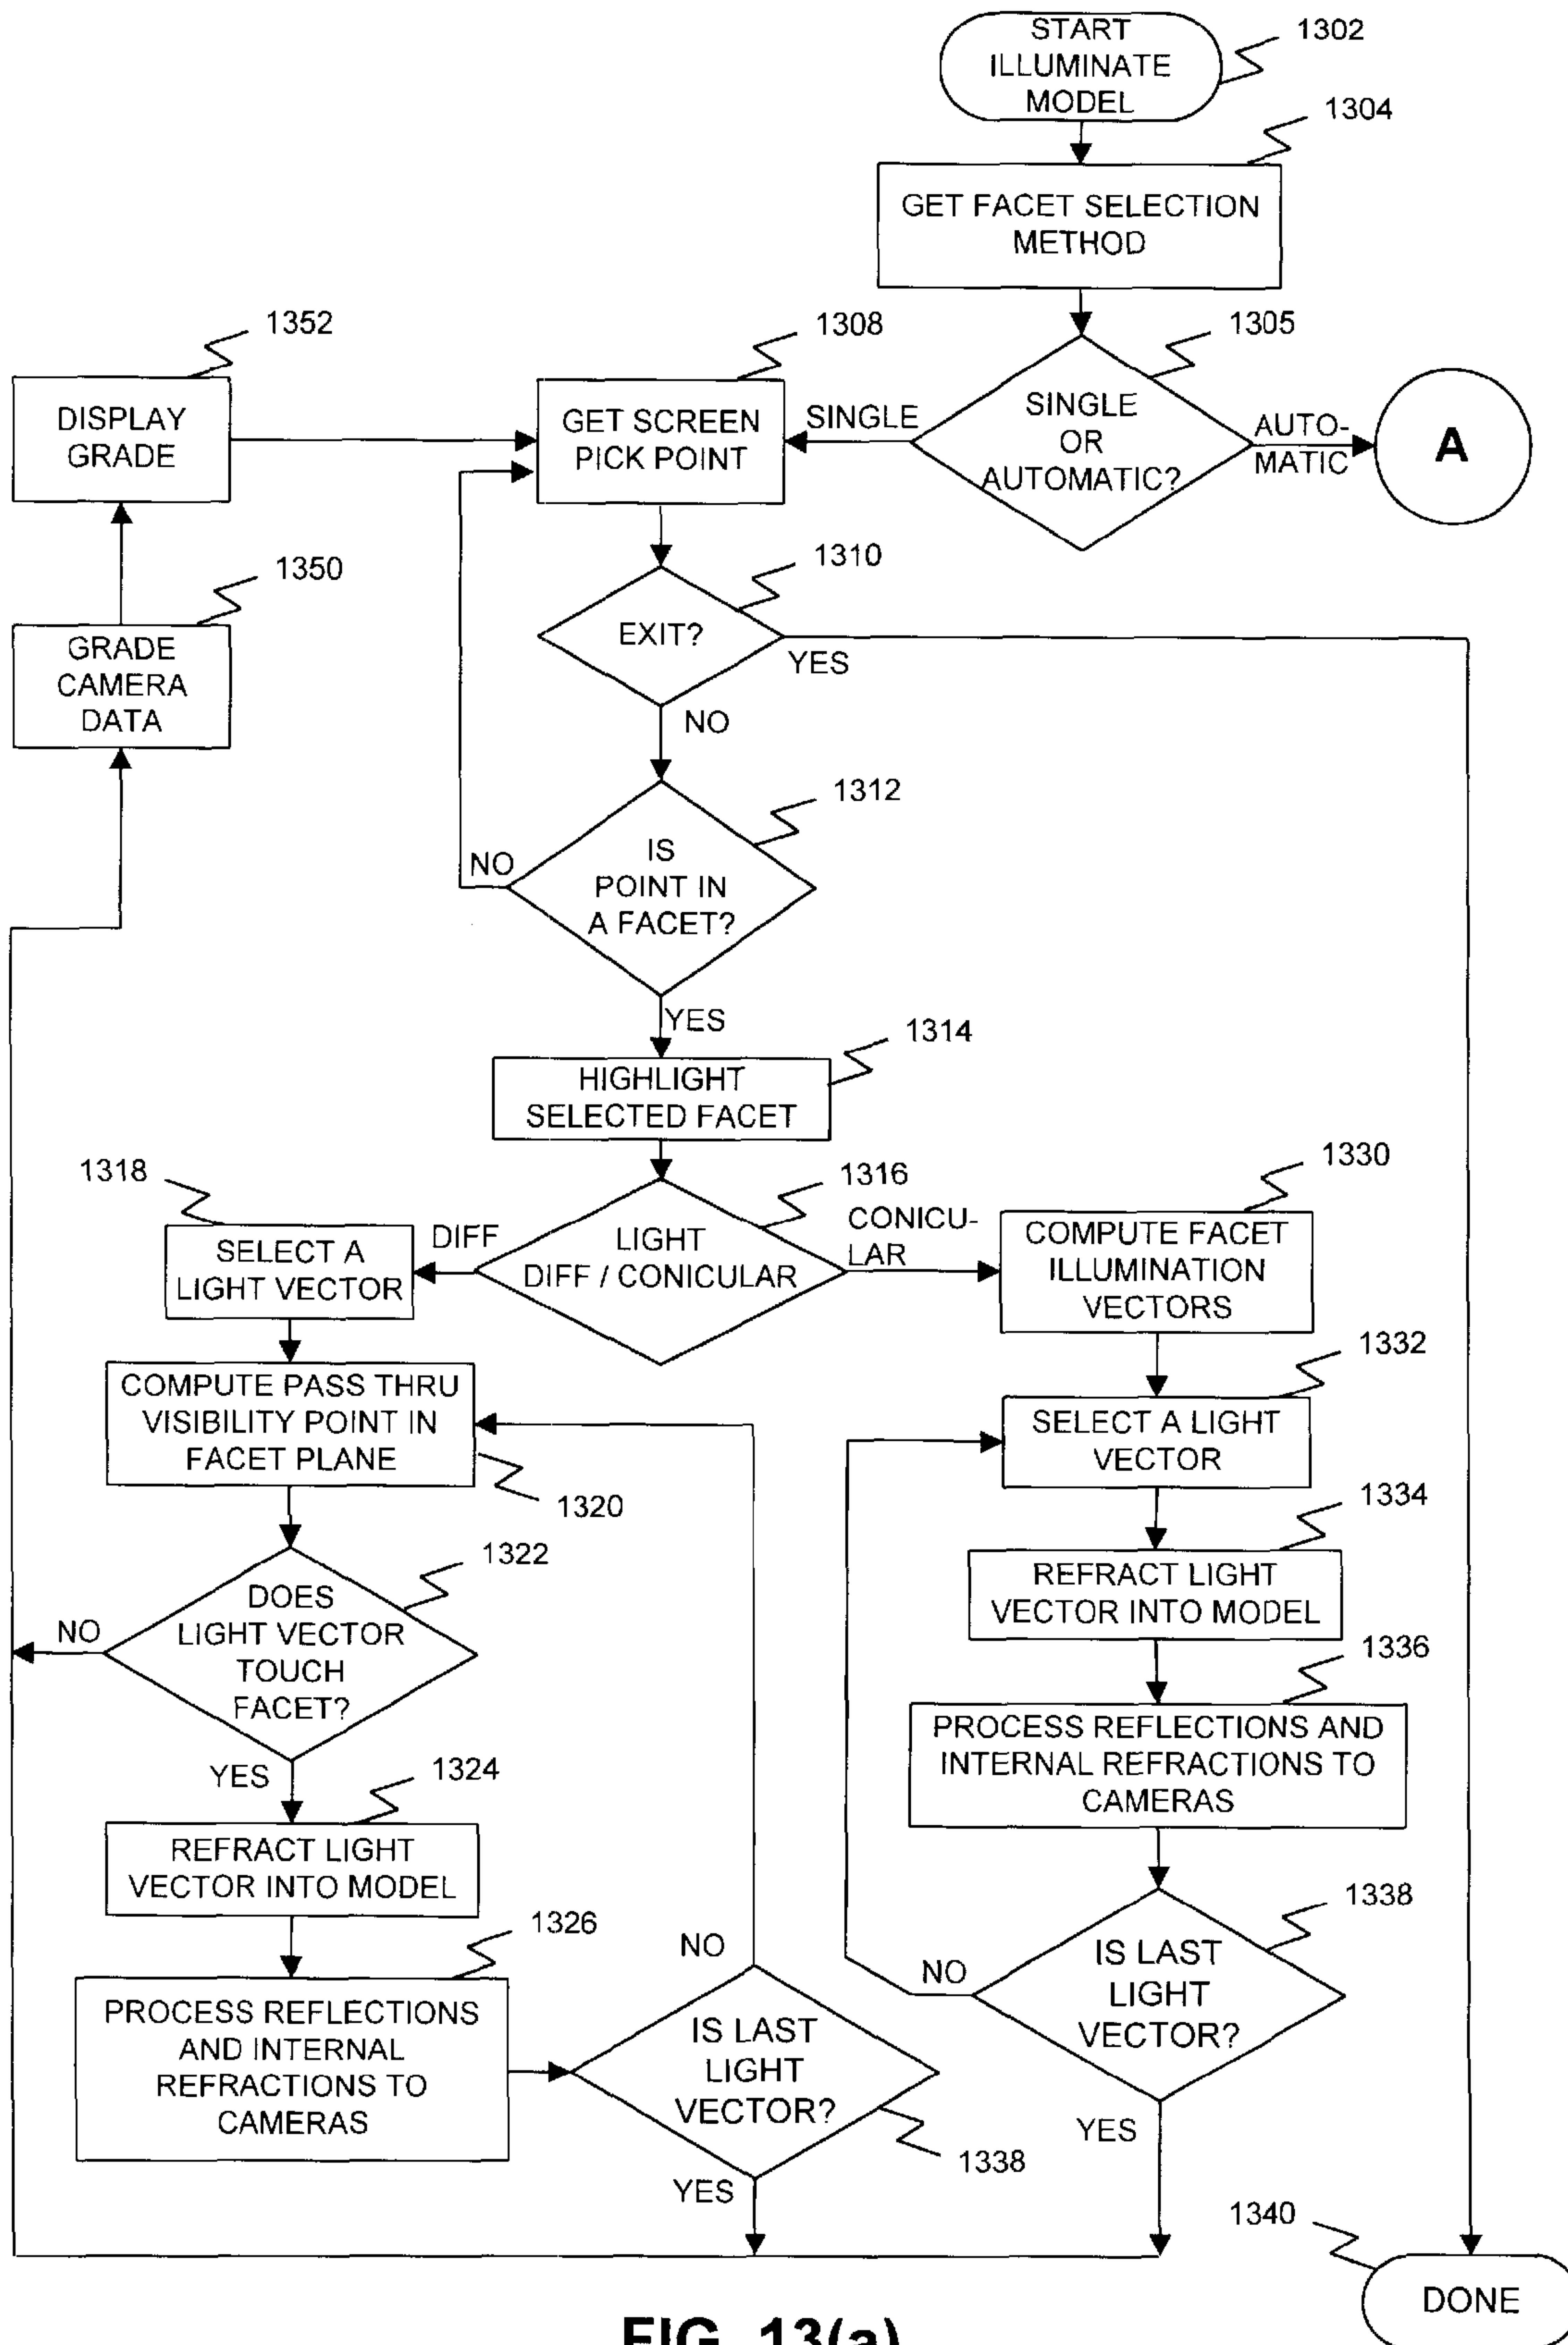 START
ILLUMINATE
MODEL
1302
1304
GET FACET SELECTION
METHOD
1352
1308
1305
DISPLAY
GRADE
GET SCREEN
PICK POINT
SINGLE
SINGLE
OR
AUTOMATIC?
AUTO-
MATIC
A
1350
1310
GRADE
CAMERA
DATA
EXIT?
YES
NO
1312
IS
POINT IN
A FACET?
NO
YES
1314
HIGHLIGHT
SELECTED FACET
1318
1316
1330
SELECT A
LIGHT VECTOR
DIFF
LIGHT
DIFF / CONICULAR
CONICU-
LAR
COMPUTE FACET
ILLUMINATION
VECTORS
1332
COMPUTE PASS THRU
VISIBILITY POINT IN
FACET PLANE
1320
SELECT A LIGHT
VECTOR
1334
1322
DOES
LIGHT VECTOR
TOUCH
FACET?
NO
YES
REFRACT LIGHT
VECTOR INTO MODEL
1336
PROCESS REFLECTIONS AND
INTERNAL REFRACTIONS TO
CAMERAS
1324
REFRACT LIGHT
VECTOR INTO MODEL
1326
PROCESS REFLECTIONS
AND INTERNAL
REFRACTIONS TO
CAMERAS
NO
IS LAST
LIGHT
VECTOR?
1338
YES
1338
NO
IS LAST
LIGHT
VECTOR?
YES
1340
DONE
FIG. 13(a)